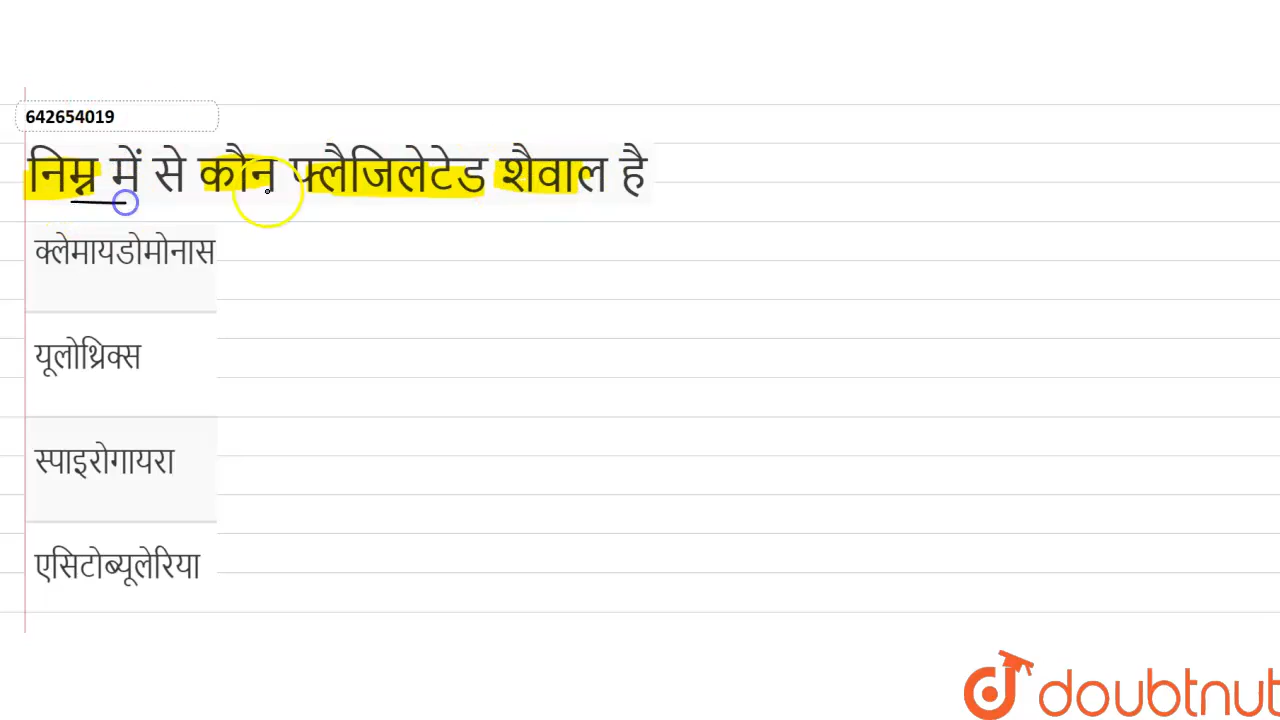 642654019
निम्न में से कौन फ्लैजिलेटेड शैवाल है
क्लेमायडोमोनास
यूलोथ्रिक्स
स्पाइरोगायरा
एसिटोब्यूलेरिया
doubtnut